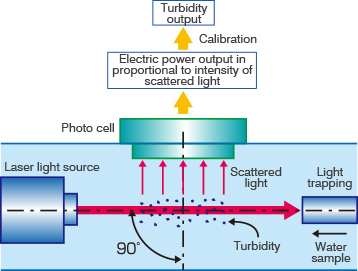 Turbidity
output
Calibration
Electric power output in
proportional to intensity of
scattered light
Photo cell
Laser light source
Scattered
light
Light
trapping
90°
Turbidity
Water
sample